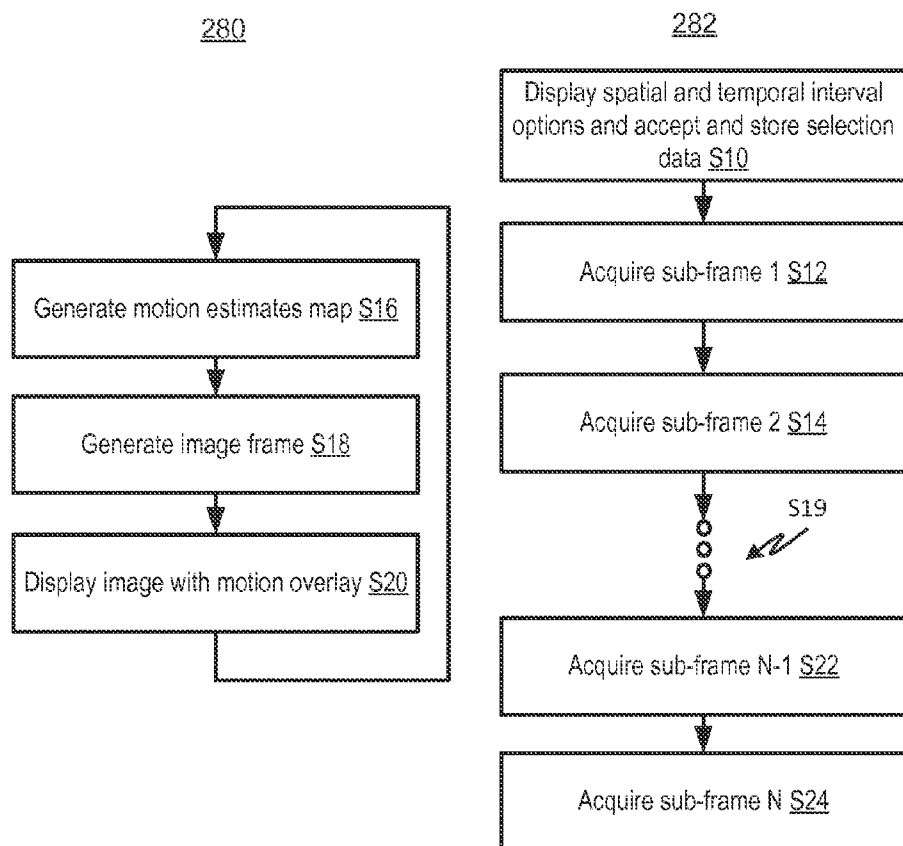 280
Generate motion estimates map S16
Generate image frame S18
Display image with motion overlay S20
282
Display spatial and temporal interval
options and accept and store selection
data S10
Acquire sub-frame 1 S12
Acquire sub-frame 2 S14
S19
Acquire sub-frame N-1 S22
Acquire sub-frame N S24